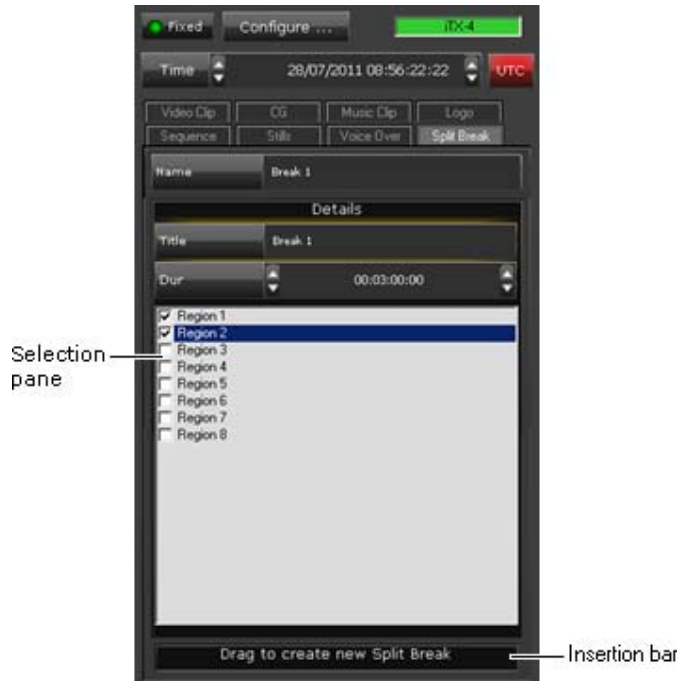 Fixed Configure ... iTX-4
Time 28/07/2011 08:56:22:22 UTC
Video Clip CG Music Clip Logo
Sequence Stills Voice Over Split Break
Name Break 1
Details
Title Break 1
Dur 00:03:00:00
Region 1
Region 2
Region 3
Region 4
Region 5
Region 6
Region 7
Region 8
Selection
pane
Drag to create new Split Break
Insertion bar